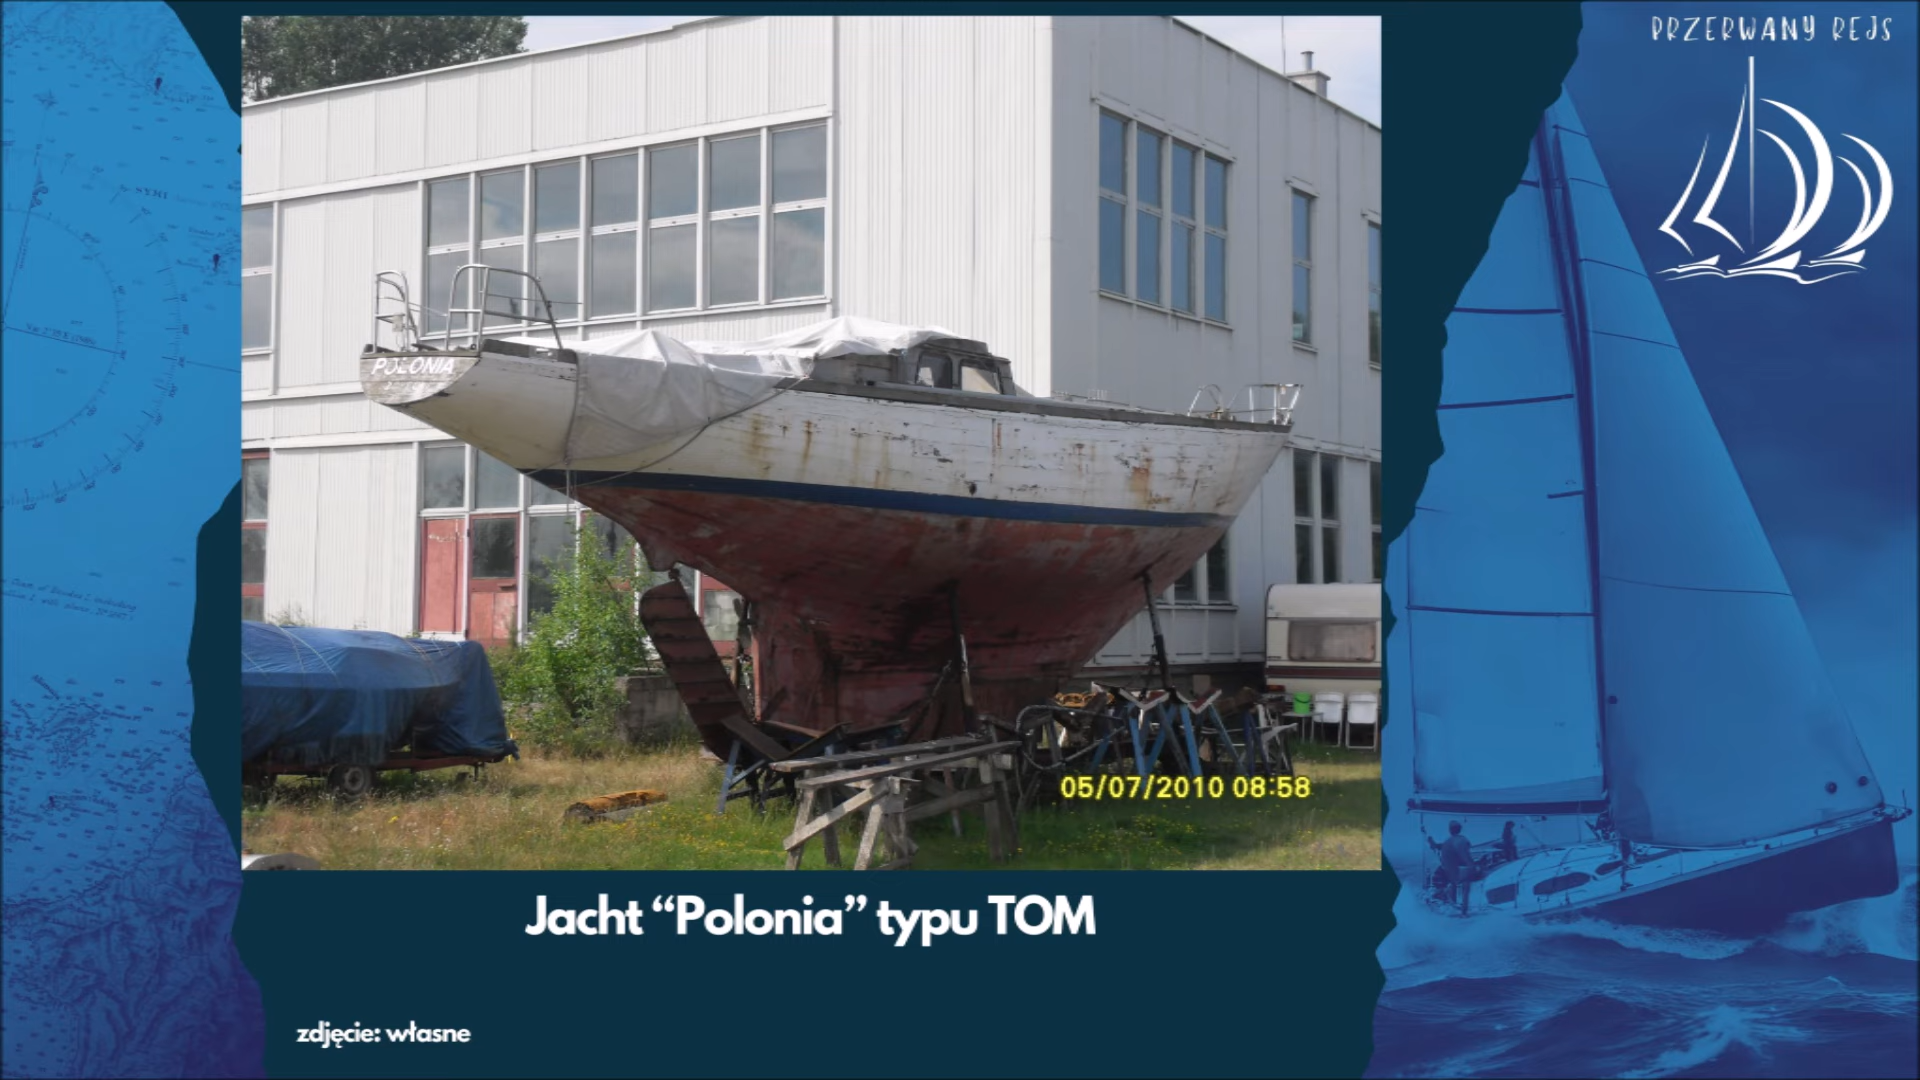 PRZERWANY REJS
POLONIA
05/07/2010 08:58
Jacht “Polonia” typu TOM
zdjęcie: własne